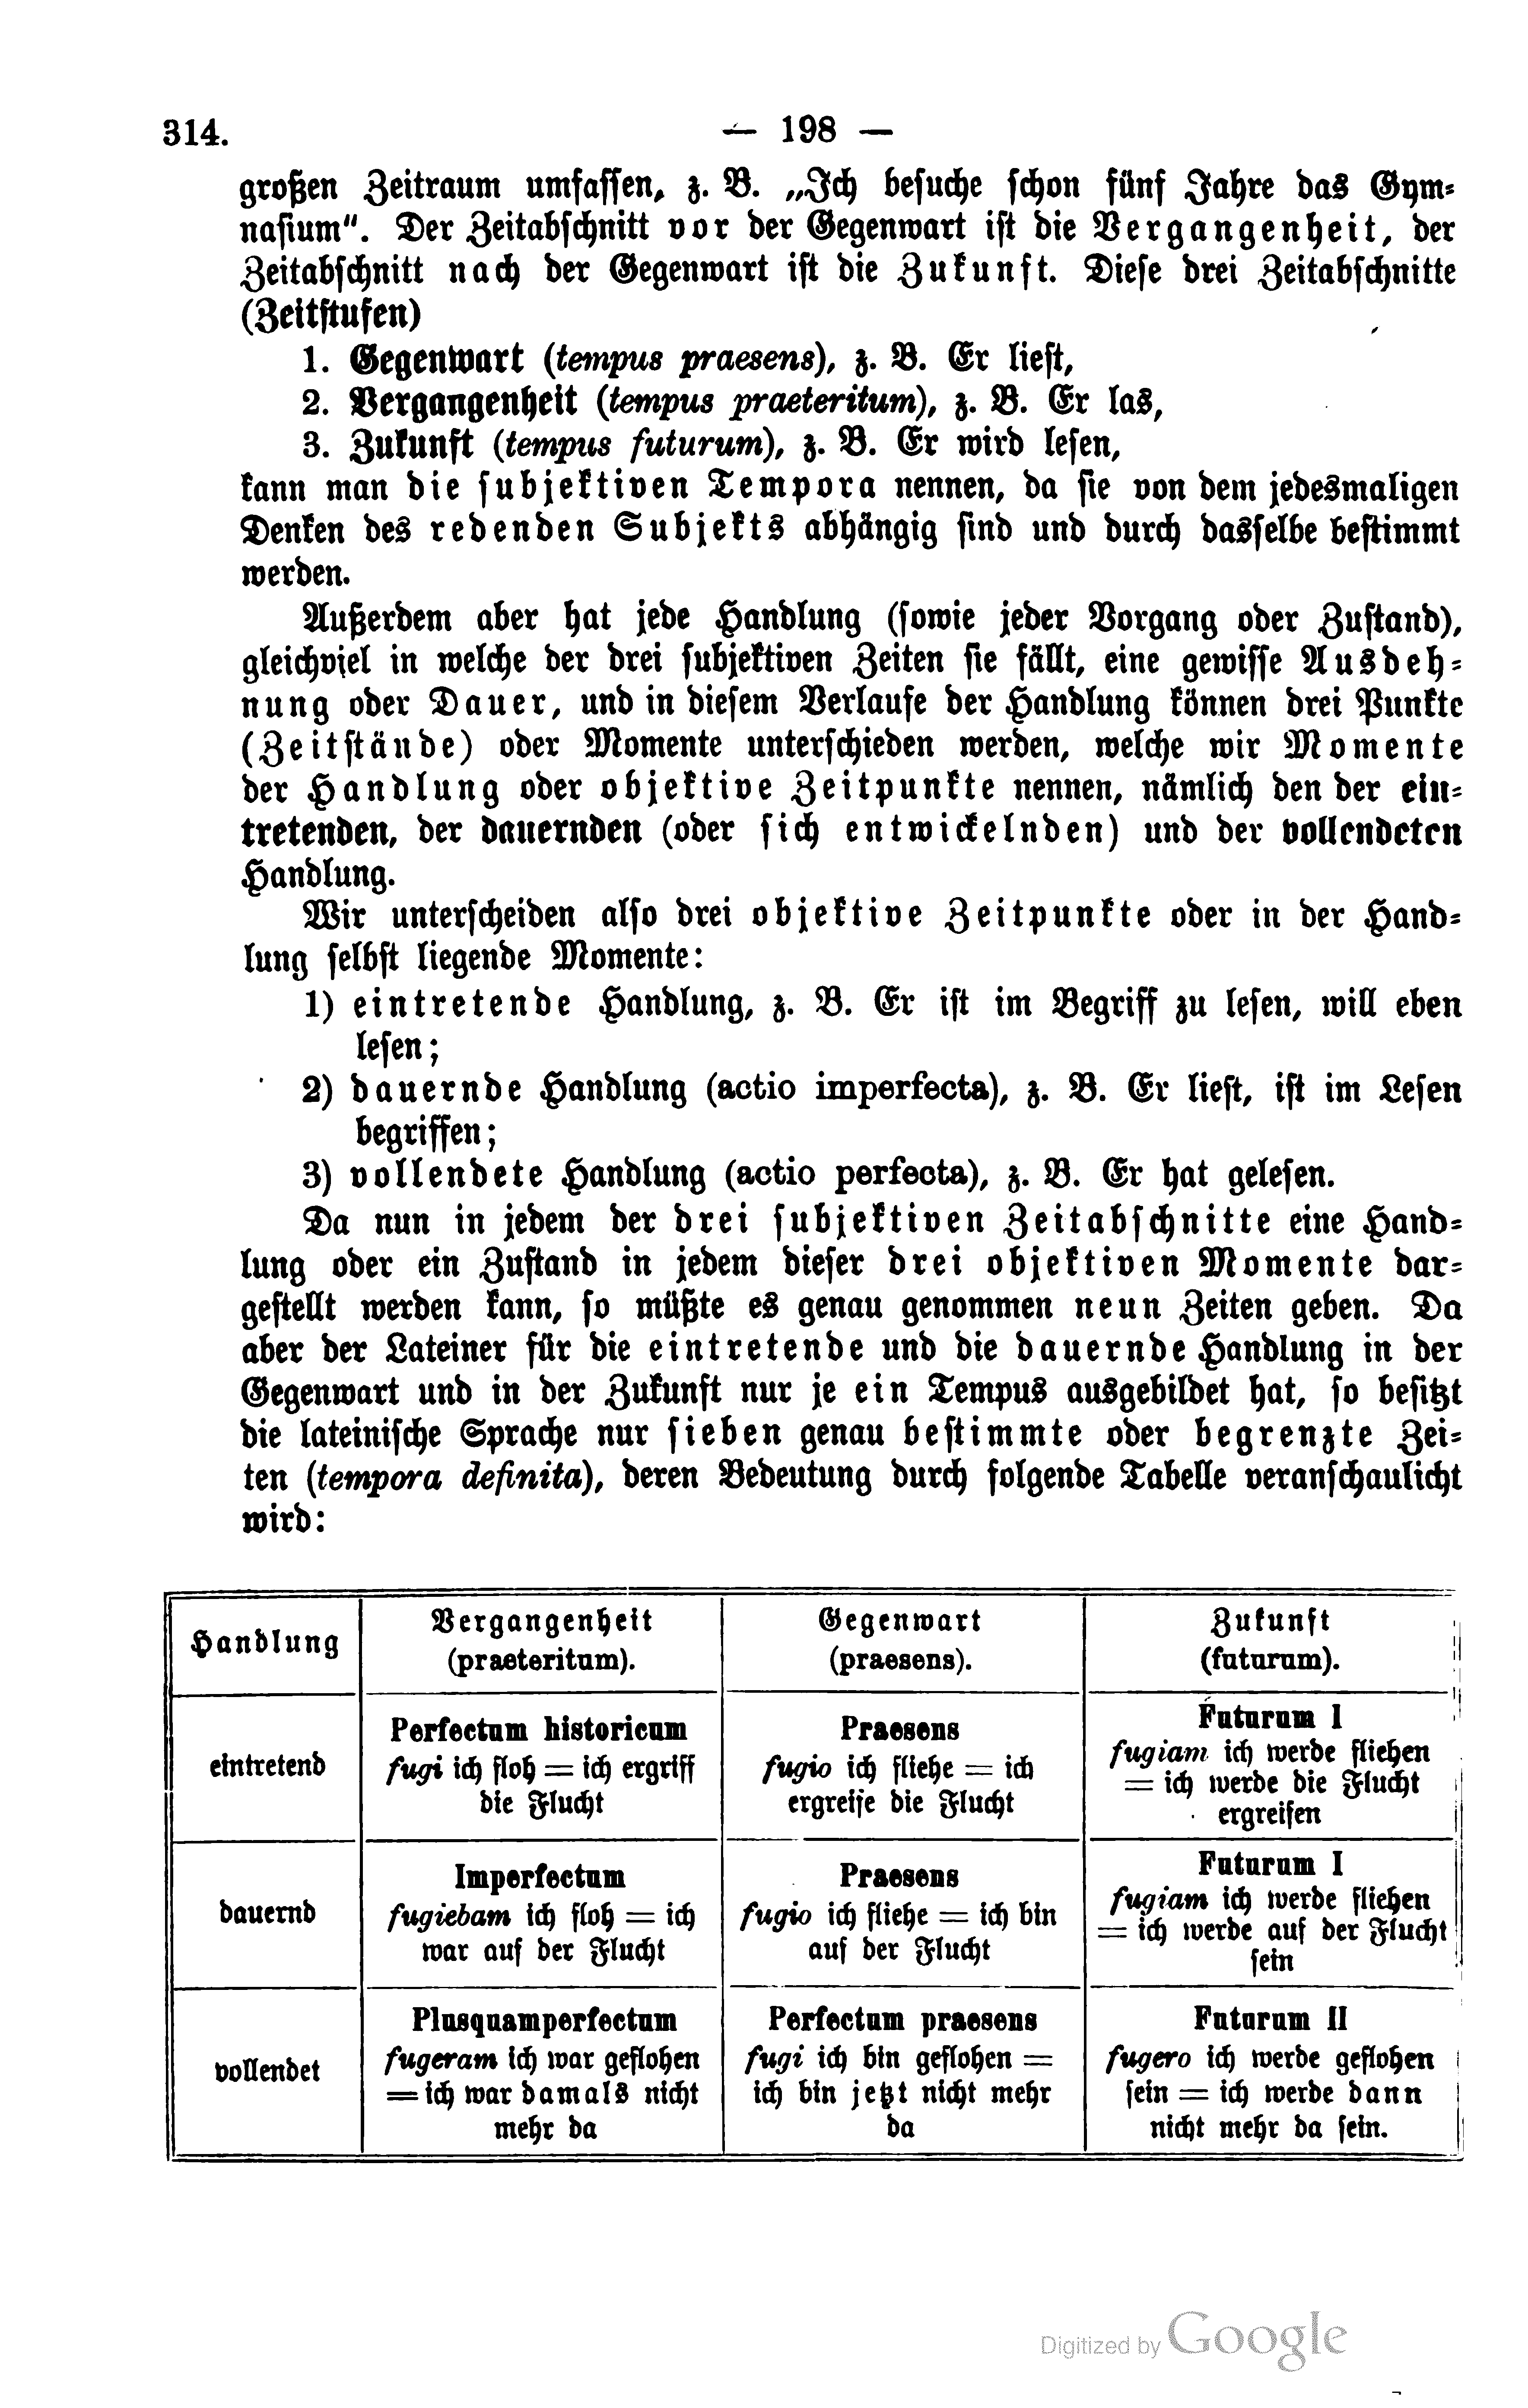 314.
— 198 —
großen Zeitraum umfassen, z. B. „Ich besuche schon fünf Jahre das Gym-
nasium“. Der Zeitabschnitt vor der Gegenwart ist die Vergangenheit, der
Zeitabschnitt nach der Gegenwart ist die Zukunft. Diese drei Zeitabschnitte
(Zeitstufen)
1. Gegenwart (tempus praesens), z. B. Er liest,
2. Vergangenheit (tempus praeteritum), z. B. Er las,
3. Zukunft (tempus futurum), z. B. Er wird lesen,
kann man die subjektiven Tempora nennen, da sie von dem jedesmaligen
Denken des redenden Subjekts abhängig sind und durch dasselbe bestimmt
werden.
Außerdem aber hat jede Handlung (sowie jeder Vorgang oder Zustand),
gleichviel in welche der drei subjektiven Zeiten sie fällt, eine gewisse Ausdeh-
nung oder Dauer, und in diesem Verlaufe der Handlung können drei Punkte
(Zeitstände) oder Momente unterschieden werden, welche wir Momente
der Handlung oder objektive Zeitpunkte nennen, nämlich den der ein-
tretenden, der dauernden (oder sich entwickelnden) und der vollendeten
Handlung.
Wir unterscheiden also drei objektive Zeitpunkte oder in der Hand-
lung selbst liegende Momente:
1) eintretende Handlung, z. B. Er ist im Begriff zu lesen, will eben
lesen;
2) dauernde Handlung (actio imperfecta), z. B. Er liest, ist im Lesen
begriffen;
3) vollendete Handlung (actio perfecta), z. B. Er hat gelesen.
Da nun in jedem der drei subjektiven Zeitabschnitte eine Hand-
lung oder ein Zustand in jedem dieser drei objektiven Momente dar-
gestellt werden kann, so müßte es genau genommen neun Zeiten geben. Da
aber der Lateiner für die eintretende und die dauernde Handlung in der
Gegenwart und in der Zukunft nur je ein Tempus ausgebildet hat, so besitzt
die lateinische Sprache nur sieben genau bestimmte oder begrenzte Zei-
ten (tempora definita), deren Bedeutung durch folgende Tabelle veranschaulicht
wird:
Handlung
Vergangenheit
(praeteritum).
Gegenwart
(praesens).
Zukunft
(futurum).
eintretend
Perfectum historicum
fugi ich floh = ich ergriff
die Flucht
Praesens
fugio ich fliehe = ich
ergreife die Flucht
Futurum I
fugiam ich werde fliehen
= ich werde die Flucht
ergreifen
dauernd
Imperfectum
fugiebam ich floh = ich
war auf der Flucht
Praesens
fugio ich fliehe = ich bin
auf der Flucht
Futurum I
fugiam ich werde fliehen
= ich werde auf der Flucht
sein
vollendet
Plusquamperfectum
fugeram ich war geflohen
= ich war damals nicht
mehr da
Perfectum praesens
fugi ich bin geflohen =
ich bin jetzt nicht mehr
da
Futurum II
fugero ich werde geflohen
sein = ich werde dann
nicht mehr da sein.
Digitized by Google